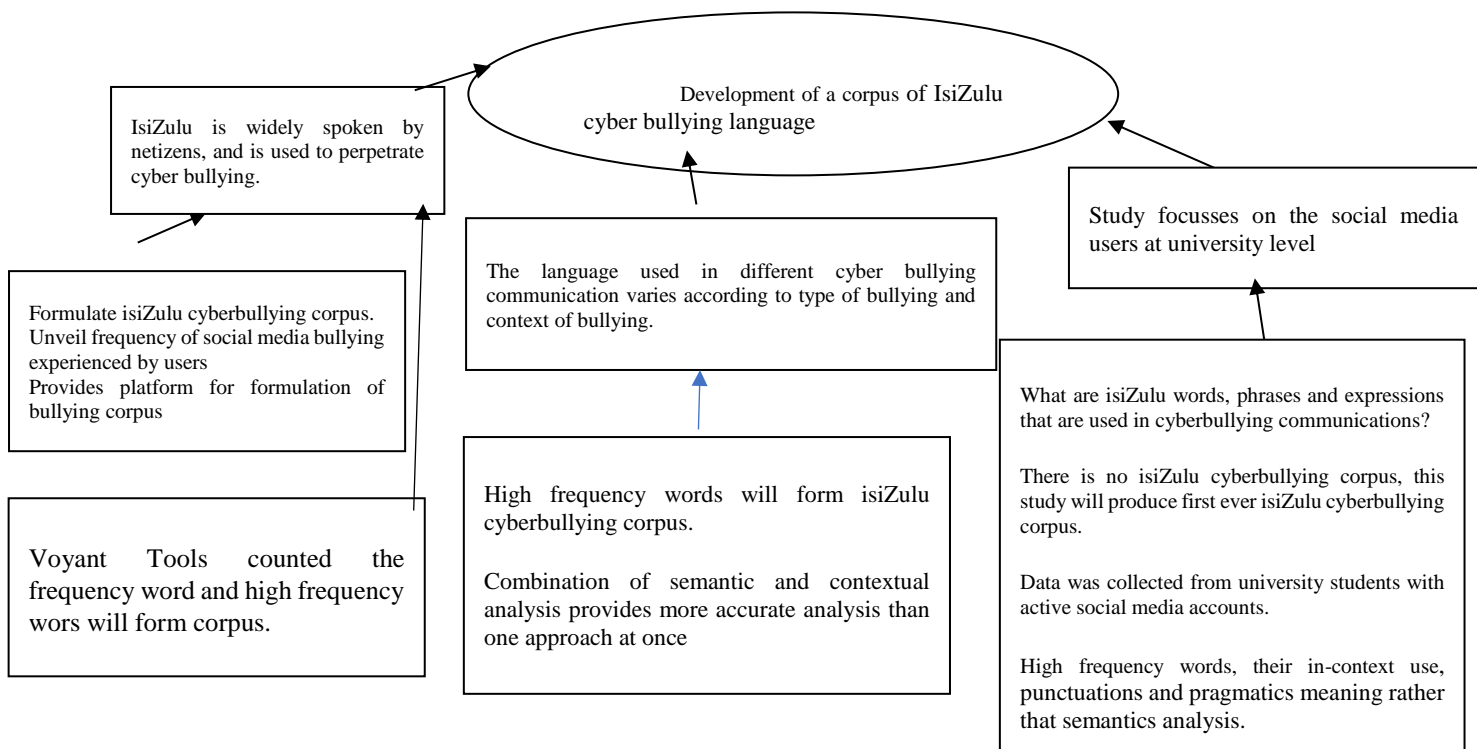 Development of a corpus of IsiZulu
cyber bullying language
IsiZulu is widely spoken by
netizens, and is used to perpetrate
cyber bullying.
Study focusses on the social media
users at university level
The language used in different cyber bullying
communication varies according to type of bullying and
context of bullying.
Formulate isiZulu cyberbullying corpus.
Unveil frequency of social media bullying
experienced by users
Provides platform for formulation of
bullying corpus
What are isiZulu words, phrases and expressions
that are used in cyberbullying communications?
There is no isiZulu cyberbullying corpus, this
study will produce first ever isiZulu cyberbullying
corpus.
Data was collected from university students with
active social media accounts.
High frequency words, their in-context use,
punctuations and pragmatics meaning rather
that semantics analysis.
High frequency words will form isiZulu
cyberbullying corpus.
Combination of semantic and contextual
analysis provides more accurate analysis than
one approach at once
Voyant Tools counted the
frequency word and high frequency
wors will form corpus.